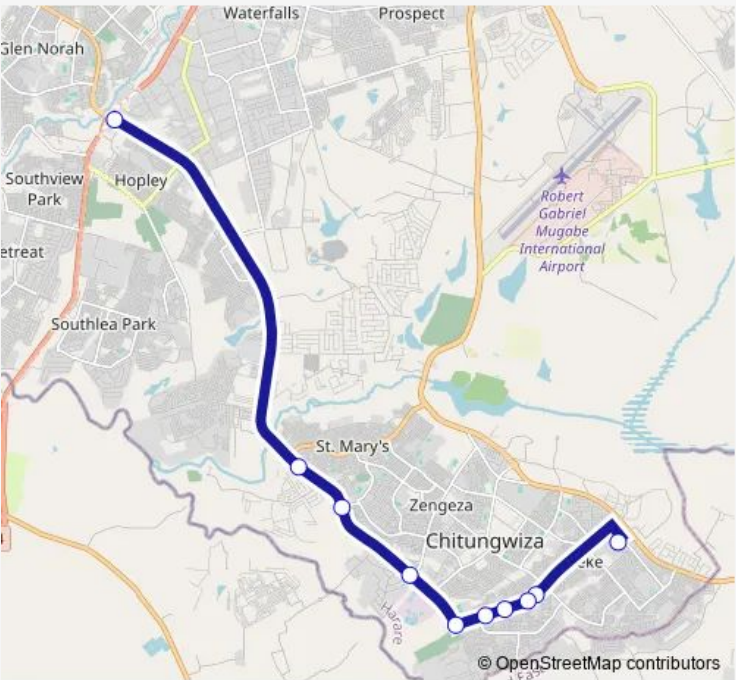 Waterfalls
Prospect
Glen Norah
Southview
Park
Hopley
Robert
Gabriel
Mugabe
International
Airport
etreat
Southlea Park
St. Mary's
Zengeza
Chitungwiza
eke
Harare
© OpenStreetMap contributors